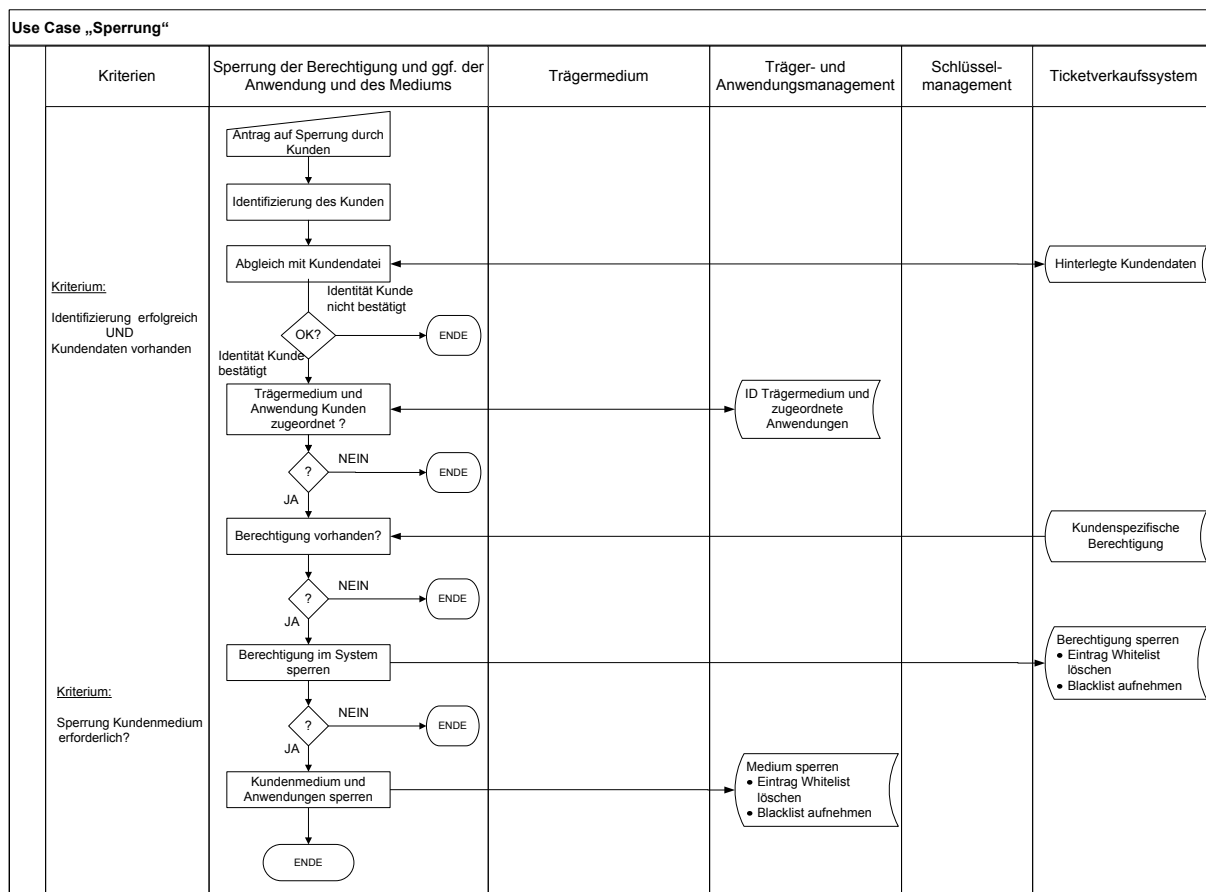 Use Case „Sperrung“
Kriterien
Sperrung der Berechtigung und ggf. der
Anwendung und des Mediums
Trägermedium
Träger- und
Anwendungsmanagement
Schlüssel-
management
Ticketverkaufssystem
Antrag auf Sperrung durch
Kunden
Identifizierung des Kunden
Abgleich mit Kundendatei
Hinterlegte Kundendaten
Kriterium:
Identifizierung erfolgreich
UND
Kundendaten vorhanden
Identität Kunde
nicht bestätigt
OK?
ENDE
Identität Kunde
bestätigt
Trägermedium und
Anwendung Kunden
zugeordnet ?
ID Trägermedium und
zugeordnete
Anwendungen
?
NEIN
ENDE
JA
Berechtigung vorhanden?
Kundenspezifische
Berechtigung
?
NEIN
ENDE
JA
Berechtigung im System
sperren
Berechtigung sperren
• Eintrag Whitelist
löschen
• Blacklist aufnehmen
Kriterium:
Sperrung Kundenmedium
erforderlich?
?
NEIN
ENDE
JA
Kundenmedium und
Anwendungen sperren
Medium sperren
• Eintrag Whitelist
löschen
• Blacklist aufnehmen
ENDE